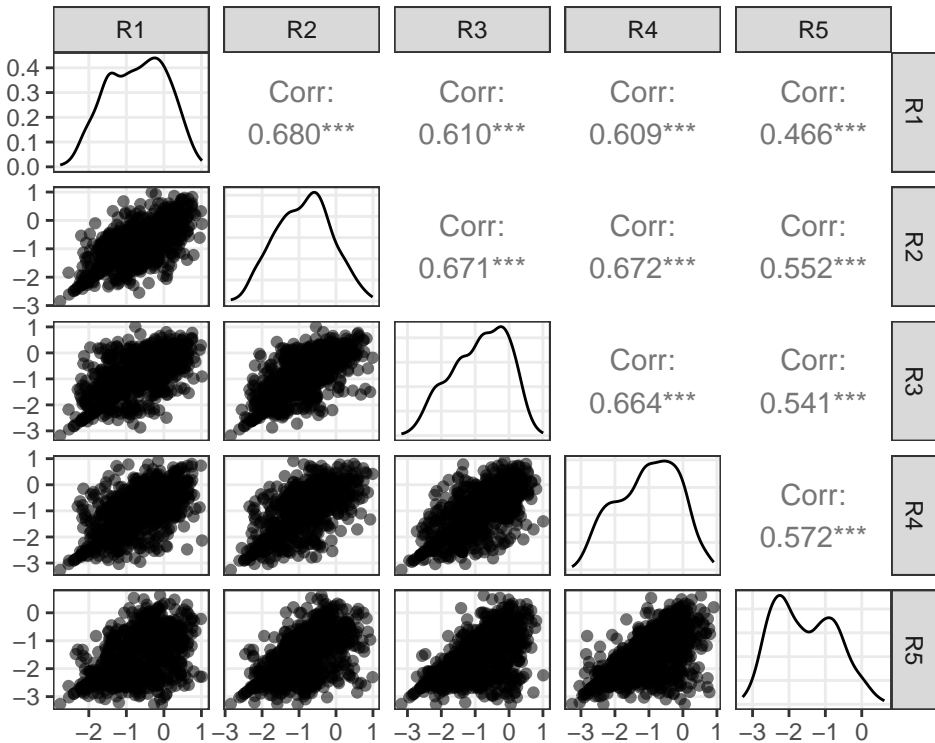 R1 R2 R3 R4 R5
0.4
0.3
0.2
0.1
0.0
Corr: Corr: Corr: Corr:
0.680*** 0.610*** 0.609*** 0.466***
R1
1
0
−1
−2
−3
Corr: Corr: Corr:
0.671*** 0.672*** 0.552***
R2
1
0
−1
−2
−3
Corr: Corr:
0.664*** 0.541***
R3
1
0
−1
−2
−3
Corr:
0.572***
R4
0
−1
−2
−3
R5
−2 −1 0 1 −3 −2 −1 0 1 −3 −2 −1 0 1 −3 −2 −1 0 1 −3 −2 −1 0